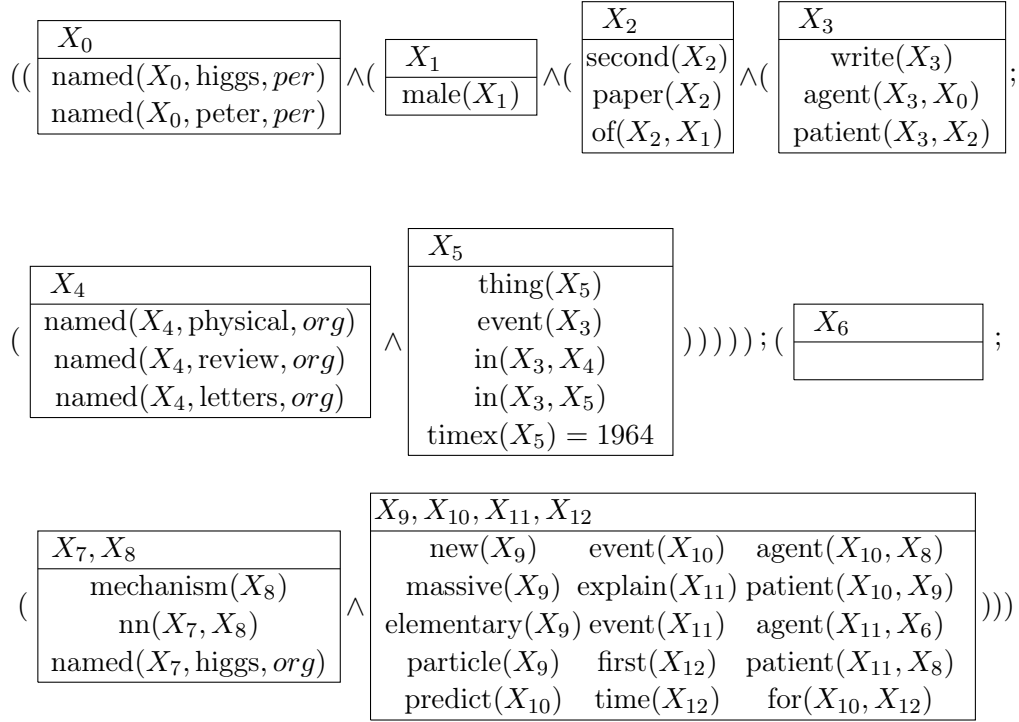 X₀ X₁ X₂ X₃
(( named(X₀, higgs, per) named(X₀, peter, per) ∧( male(X₁) ∧( second(X₂) paper(X₂) of(X₂, X₁) ∧( write(X₃) agent(X₃, X₀) patient(X₃, X₂) ;
X₄ X₅ X₆
( named(X₄, physical, org) named(X₄, review, org) named(X₄, letters, org) ∧ thing(X₅) event(X₃) in(X₃, X₄) in(X₃, X₅) timex(X₅) = 1964 ))))) ; ( ;
X₇, X₈ X₉, X₁₀, X₁₁, X₁₂
( mechanism(X₈) nn(X₇, X₈) named(X₇, higgs, org) ∧
new(X₉) event(X₁₀) agent(X₁₀, X₈)
massive(X₉) explain(X₁₁) patient(X₁₀, X₉)
elementary(X₉) event(X₁₁) agent(X₁₁, X₆)
particle(X₉) first(X₁₂) patient(X₁₁, X₈)
predict(X₁₀) time(X₁₂) for(X₁₀, X₁₂)
)))